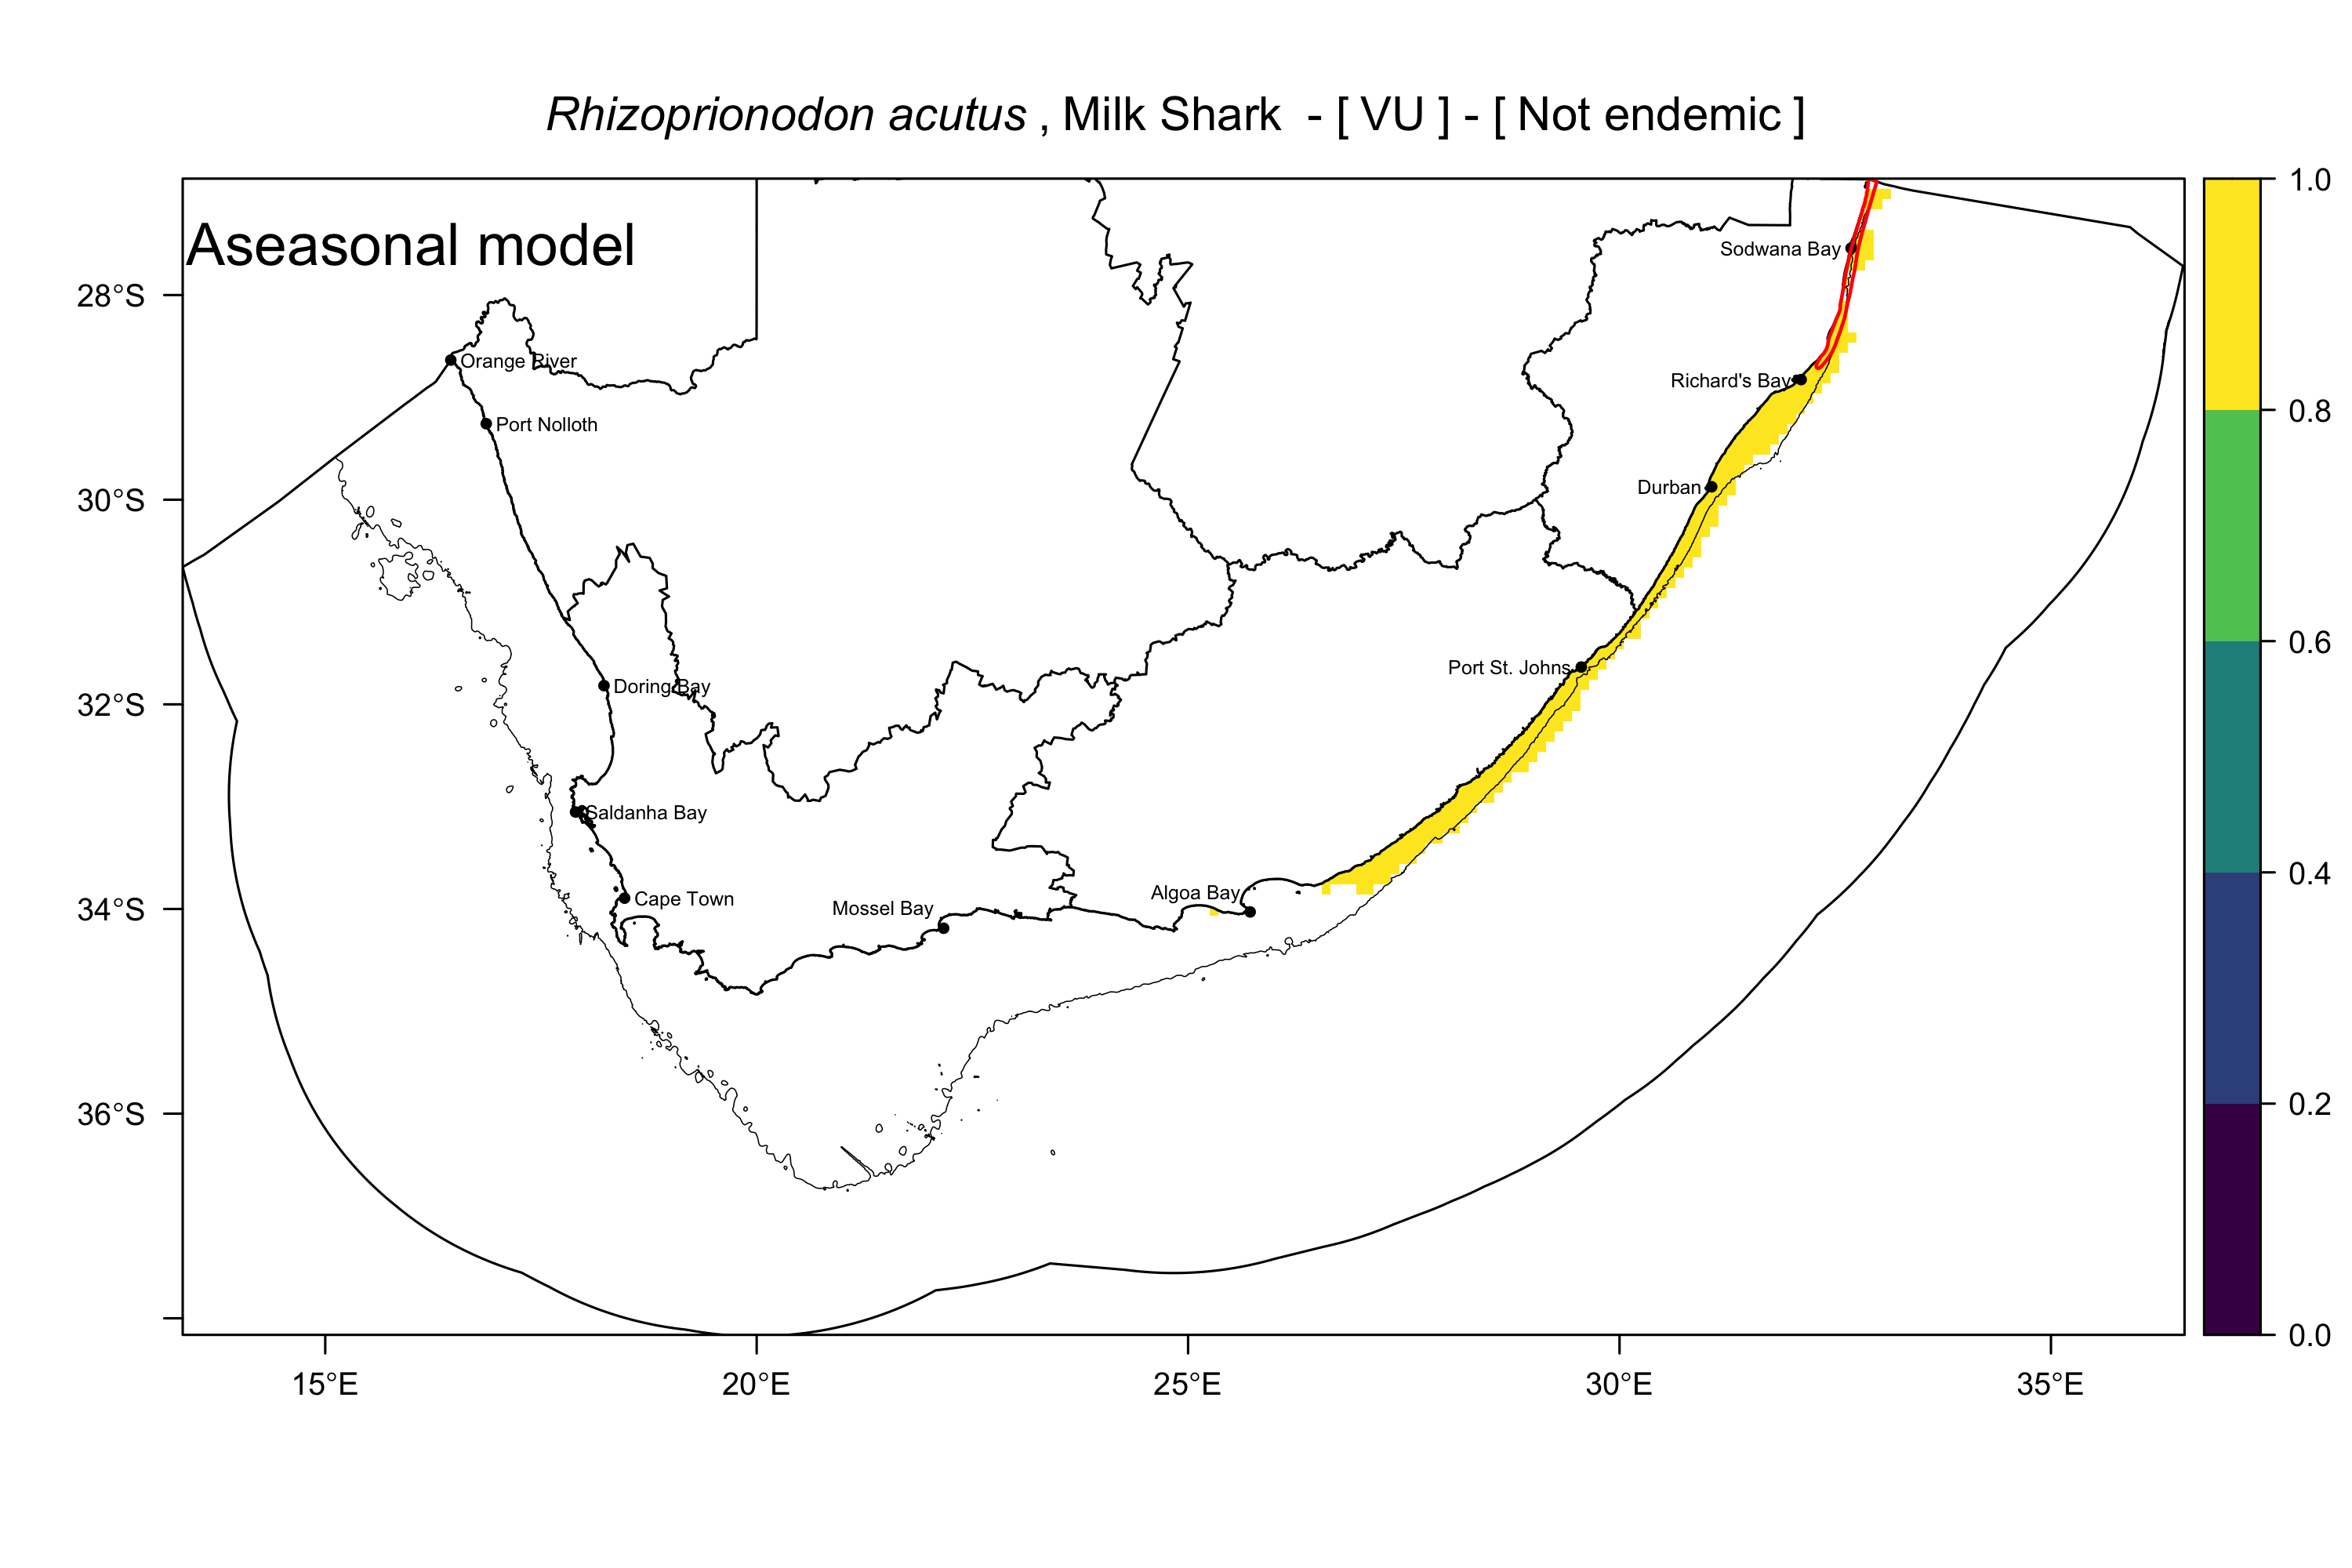 Rhizoprionodon acutus , Milk Shark - [ VU ] - [ Not endemic ]
Aseasonal model
1.0
0.8
0.6
0.4
0.2
0.0
28°S
30°S
32°S
34°S
36°S
Sodwana Bay
Orange River
Richard's Bay
Port Nolloth
Durban
Port St. Johns
Doring Bay
Saldanha Bay
Algoa Bay
Cape Town
Mossel Bay
15°E
20°E
25°E
30°E
35°E